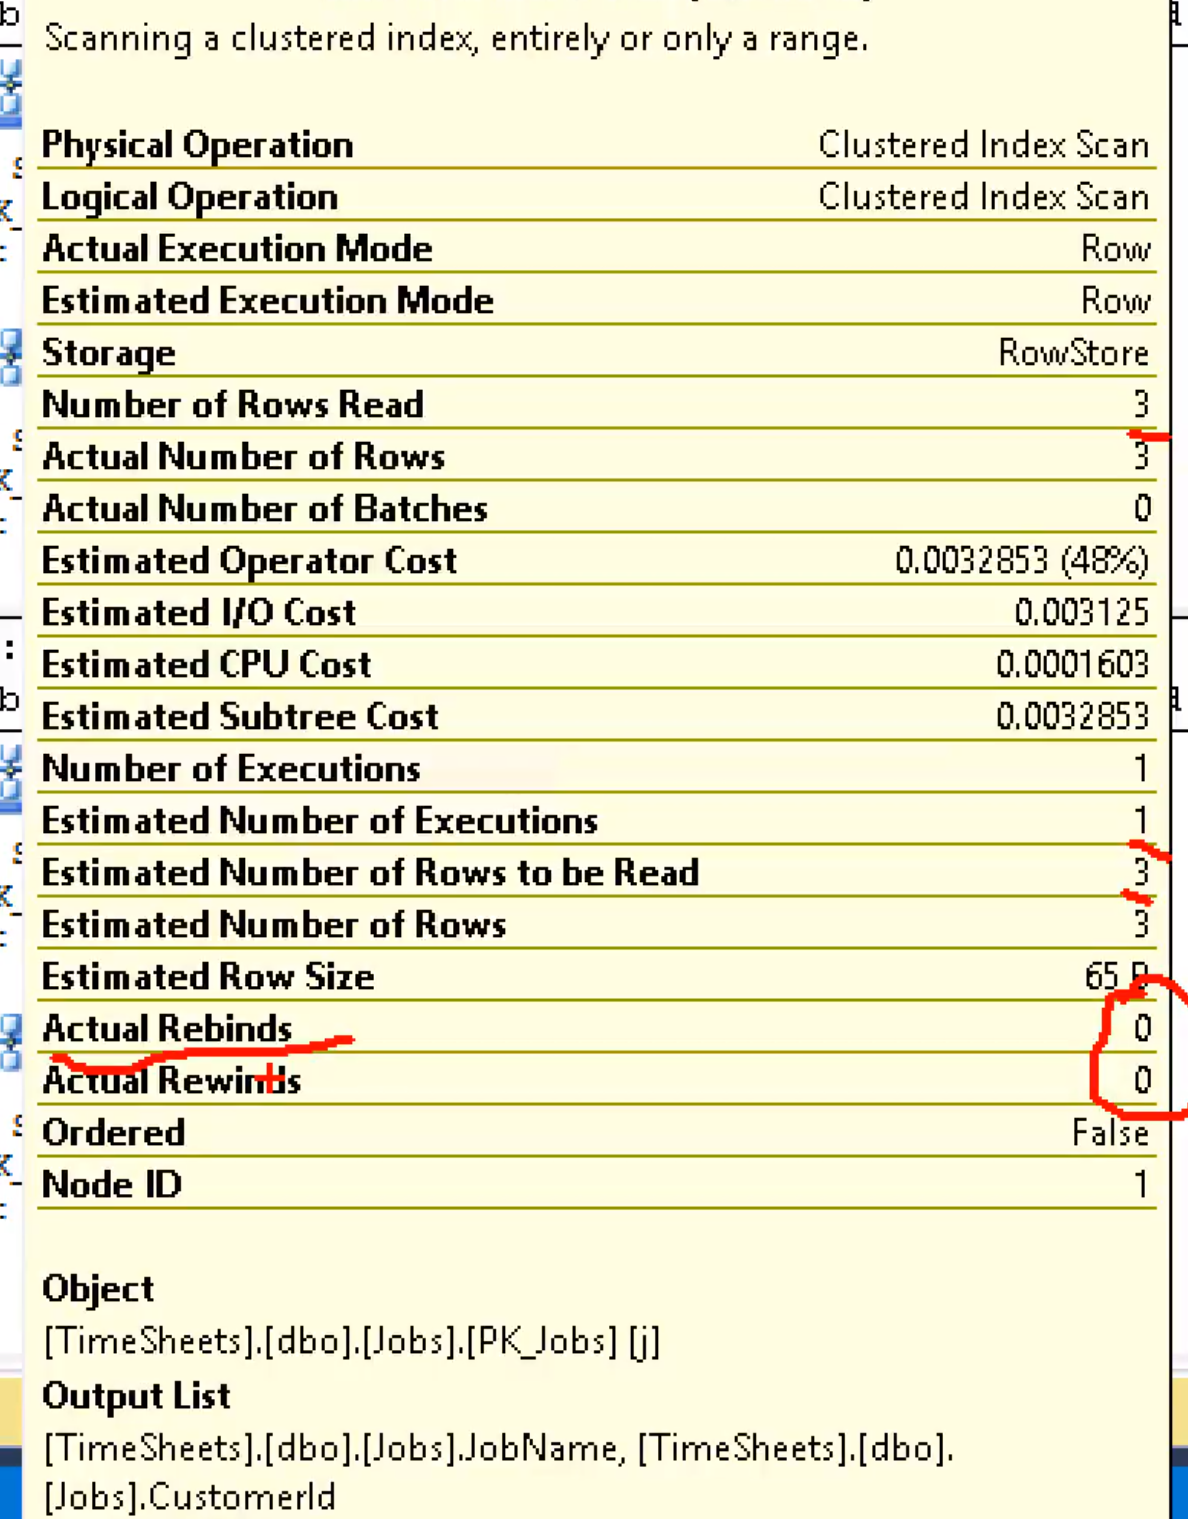 Scanning a clustered index, entirely or only a range.
Physical Operation Clustered Index Scan
Logical Operation Clustered Index Scan
Actual Execution Mode Row
Estimated Execution Mode Row
Storage RowStore
Number of Rows Read 3
Actual Number of Rows 3
Actual Number of Batches 0
Estimated Operator Cost 0.0032853 (48%)
Estimated I/O Cost 0.003125
Estimated CPU Cost 0.0001603
Estimated Subtree Cost 0.0032853
Number of Executions 1
Estimated Number of Executions 1
Estimated Number of Rows to be Read 3
Estimated Number of Rows 3
Estimated Row Size 65 B
Actual Rebinds 0
Actual Rewinds 0
Ordered False
Node ID 1
Object
[TimeSheets].[dbo].[Jobs].[PK_Jobs] [j]
Output List
[TimeSheets].[dbo].[Jobs].JobName, [TimeSheets].[dbo].
[Jobs].CustomerId